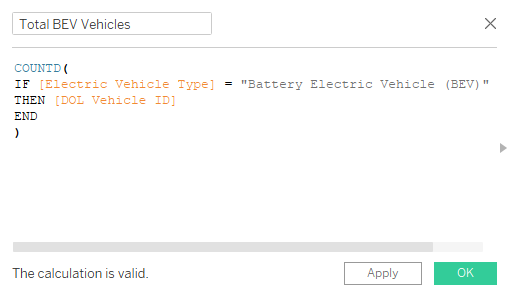 Total BEV Vehicles
COUNTD(
IF [Electric Vehicle Type] = "Battery Electric Vehicle (BEV)"
THEN [DOL Vehicle ID]
END
)
The calculation is valid.
Apply
OK